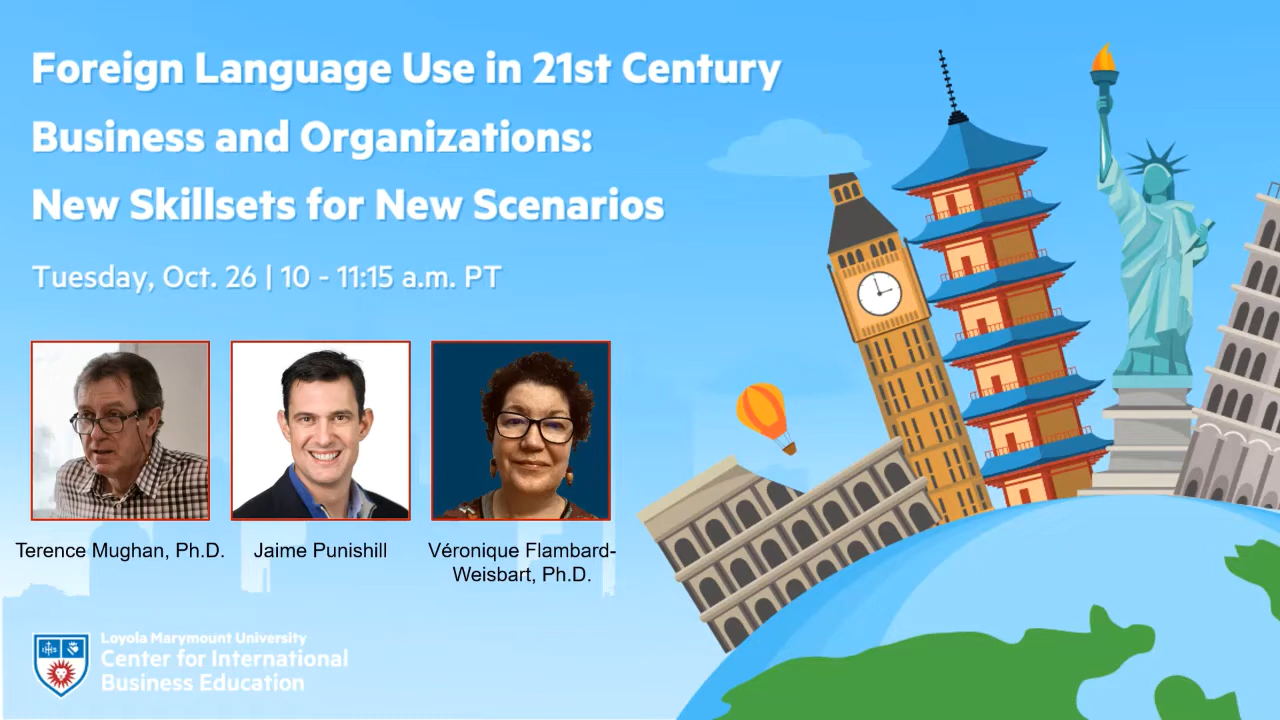 Foreign Language Use in 21st Century
Business and Organizations:
New Skillsets for New Scenarios
Tuesday, Oct. 26 | 10 - 11:15 a.m. PT
Terence Mughan, Ph.D.
Jaime Punishill
Véronique Flambard-
Weisbart, Ph.D.
Loyola Marymount University
Center for International
Business Education